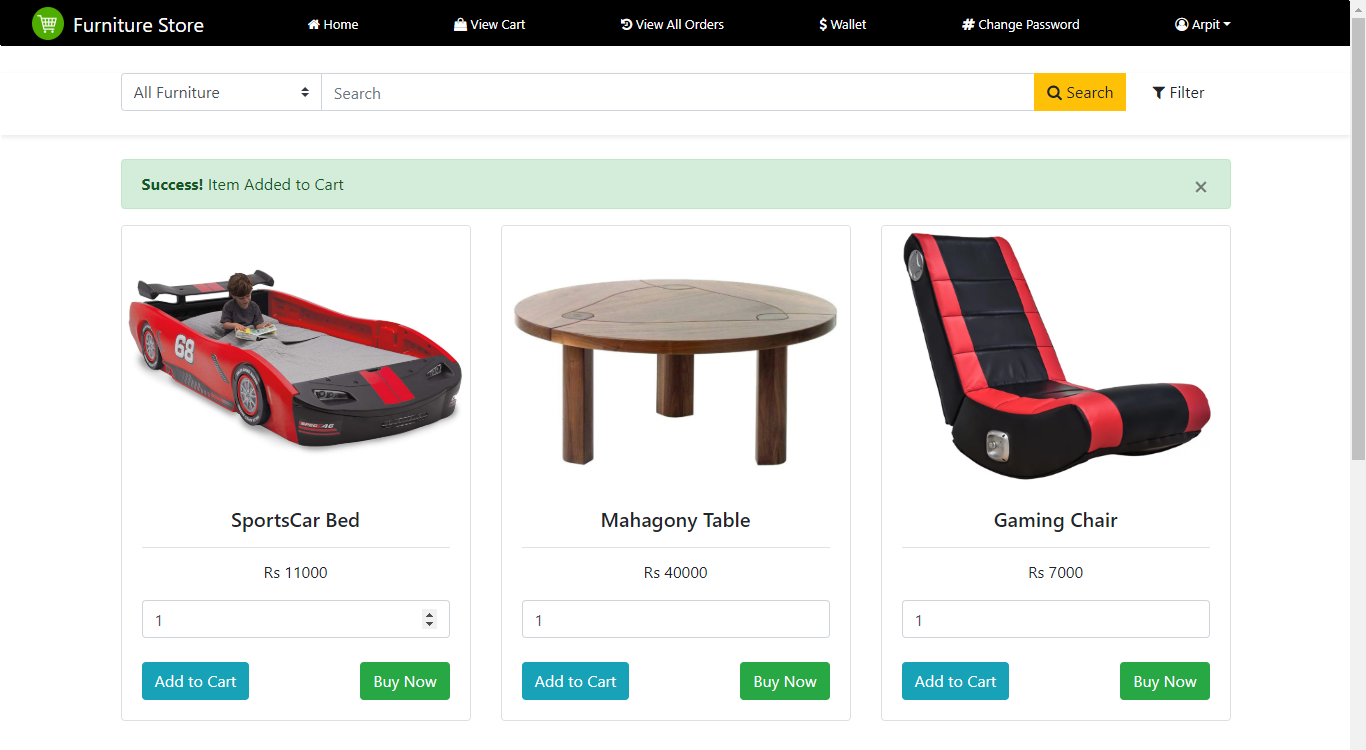 Furniture Store
Home
View Cart
View All Orders
$ Wallet
# Change Password
Arpit
All Furniture
Search
Search
Filter
Success! Item Added to Cart
×
68
SportsCar Bed
Mahagony Table
Gaming Chair
Rs 11000
Rs 40000
Rs 7000
1
1
1
Add to Cart
Buy Now
Add to Cart
Buy Now
Add to Cart
Buy Now